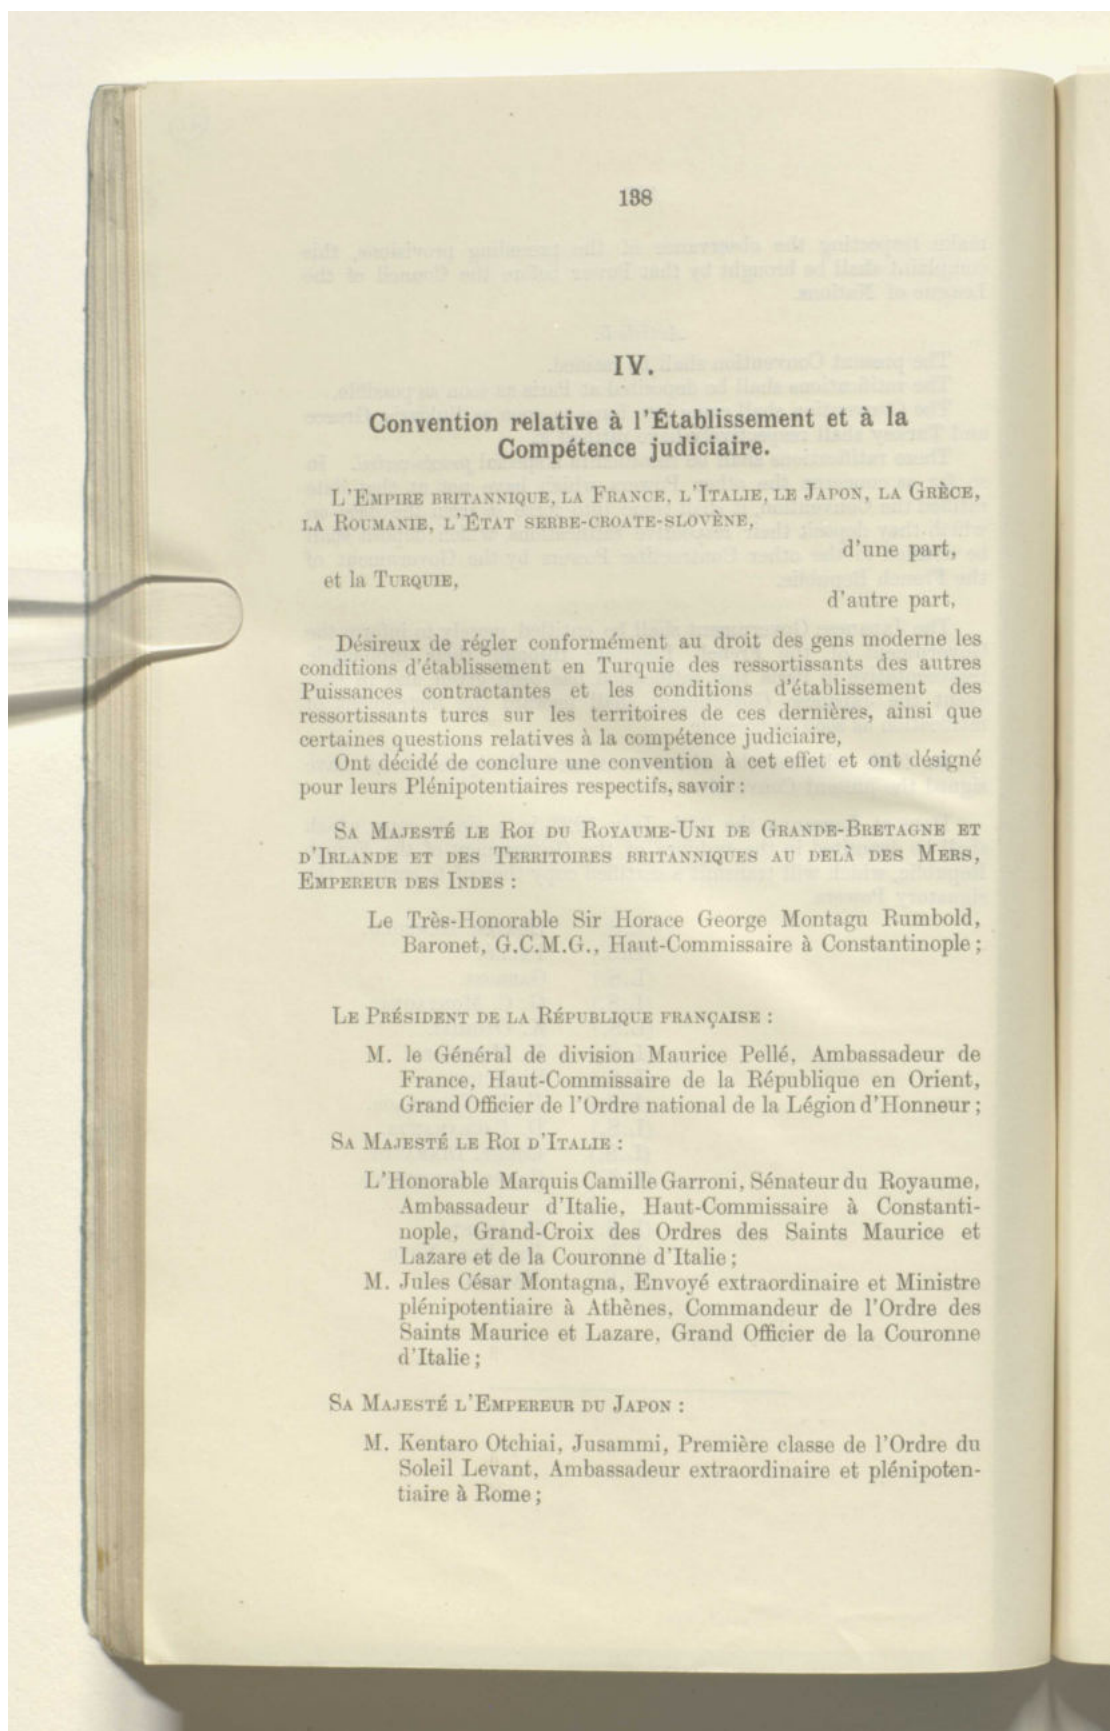 138
IV.
Convention relative à l'Établissement et à la
Compétence judiciaire.
L'EMPIRE BRITANNIQUE, LA FRANCE, L'ITALIE, LE JAPON, LA GRÈCE,
LA ROUMANIE, L'ÉTAT SERBE-CROATE-SLOVÈNE,
d'une part,
et la TURQUIE,
d'autre part,
Désireux de régler conformément au droit des gens moderne les
conditions d'établissement en Turquie des ressortissants des autres
Puissances contractantes et les conditions d'établissement des
ressortissants turcs sur les territoires de ces dernières, ainsi que
certaines questions relatives à la compétence judiciaire,
Ont décidé de conclure une convention à cet effet et ont désigné
pour leurs Plénipotentiaires respectifs, savoir :
SA MAJESTÉ LE ROI DU ROYAUME-UNI DE GRANDE-BRETAGNE ET
D'IRLANDE ET DES TERRITOIRES BRITANNIQUES AU DELÀ DES MERS,
EMPEREUR DES INDES :
Le Très-Honorable Sir Horace George Montagu Rumbold,
Baronet, G.C.M.G., Haut-Commissaire à Constantinople ;
LE PRÉSIDENT DE LA RÉPUBLIQUE FRANÇAISE :
M. le Général de division Maurice Pellé, Ambassadeur de
France, Haut-Commissaire de la République en Orient,
Grand Officier de l'Ordre national de la Légion d'Honneur ;
SA MAJESTÉ LE ROI D'ITALIE :
L'Honorable Marquis Camille Garroni, Sénateur du Royaume,
Ambassadeur d'Italie, Haut-Commissaire à Constanti-
nople, Grand-Croix des Ordres des Saints Maurice et
Lazare et de la Couronne d'Italie ;
M. Jules César Montagna, Envoyé extraordinaire et Ministre
plénipotentiaire à Athènes, Commandeur de l'Ordre des
Saints Maurice et Lazare, Grand Officier de la Couronne
d'Italie ;
SA MAJESTÉ L'EMPEREUR DU JAPON :
M. Kentaro Otchiai, Jusammi, Première classe de l'Ordre du
Soleil Levant, Ambassadeur extraordinaire et plénipoten-
tiaire à Rome ;